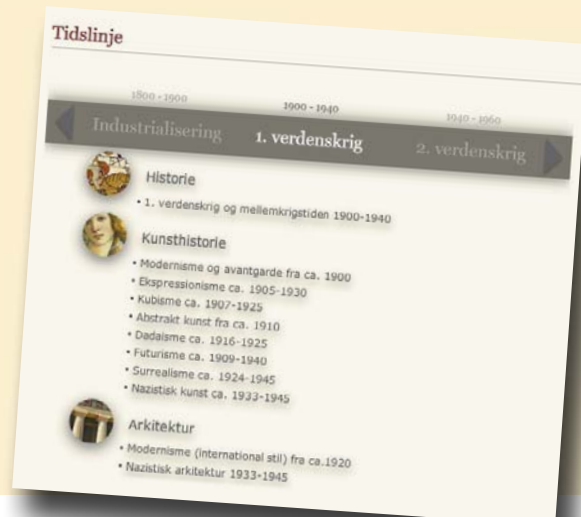 Tidslinje
1800 - 1900
1900 - 1940
1940 - 1960
Industrialisering
1. verdenskrig
2. verdenskrig
Historie
• 1. verdenskrig og mellemkrigstiden 1900-1940
Kunsthistorie
• Modernisme og avantgarde fra ca. 1900
• Ekspressionisme ca. 1905-1930
• Kubisme ca. 1907-1925
• Abstrakt kunst fra ca. 1910
• Dadaisme ca. 1916-1925
• Futurisme ca. 1909-1940
• Surrealisme ca. 1924-1945
• Nazistisk kunst ca. 1933-1945
Arkitektur
• Modernisme (international stil) fra ca.1920
• Nazistisk arkitektur 1933-1945